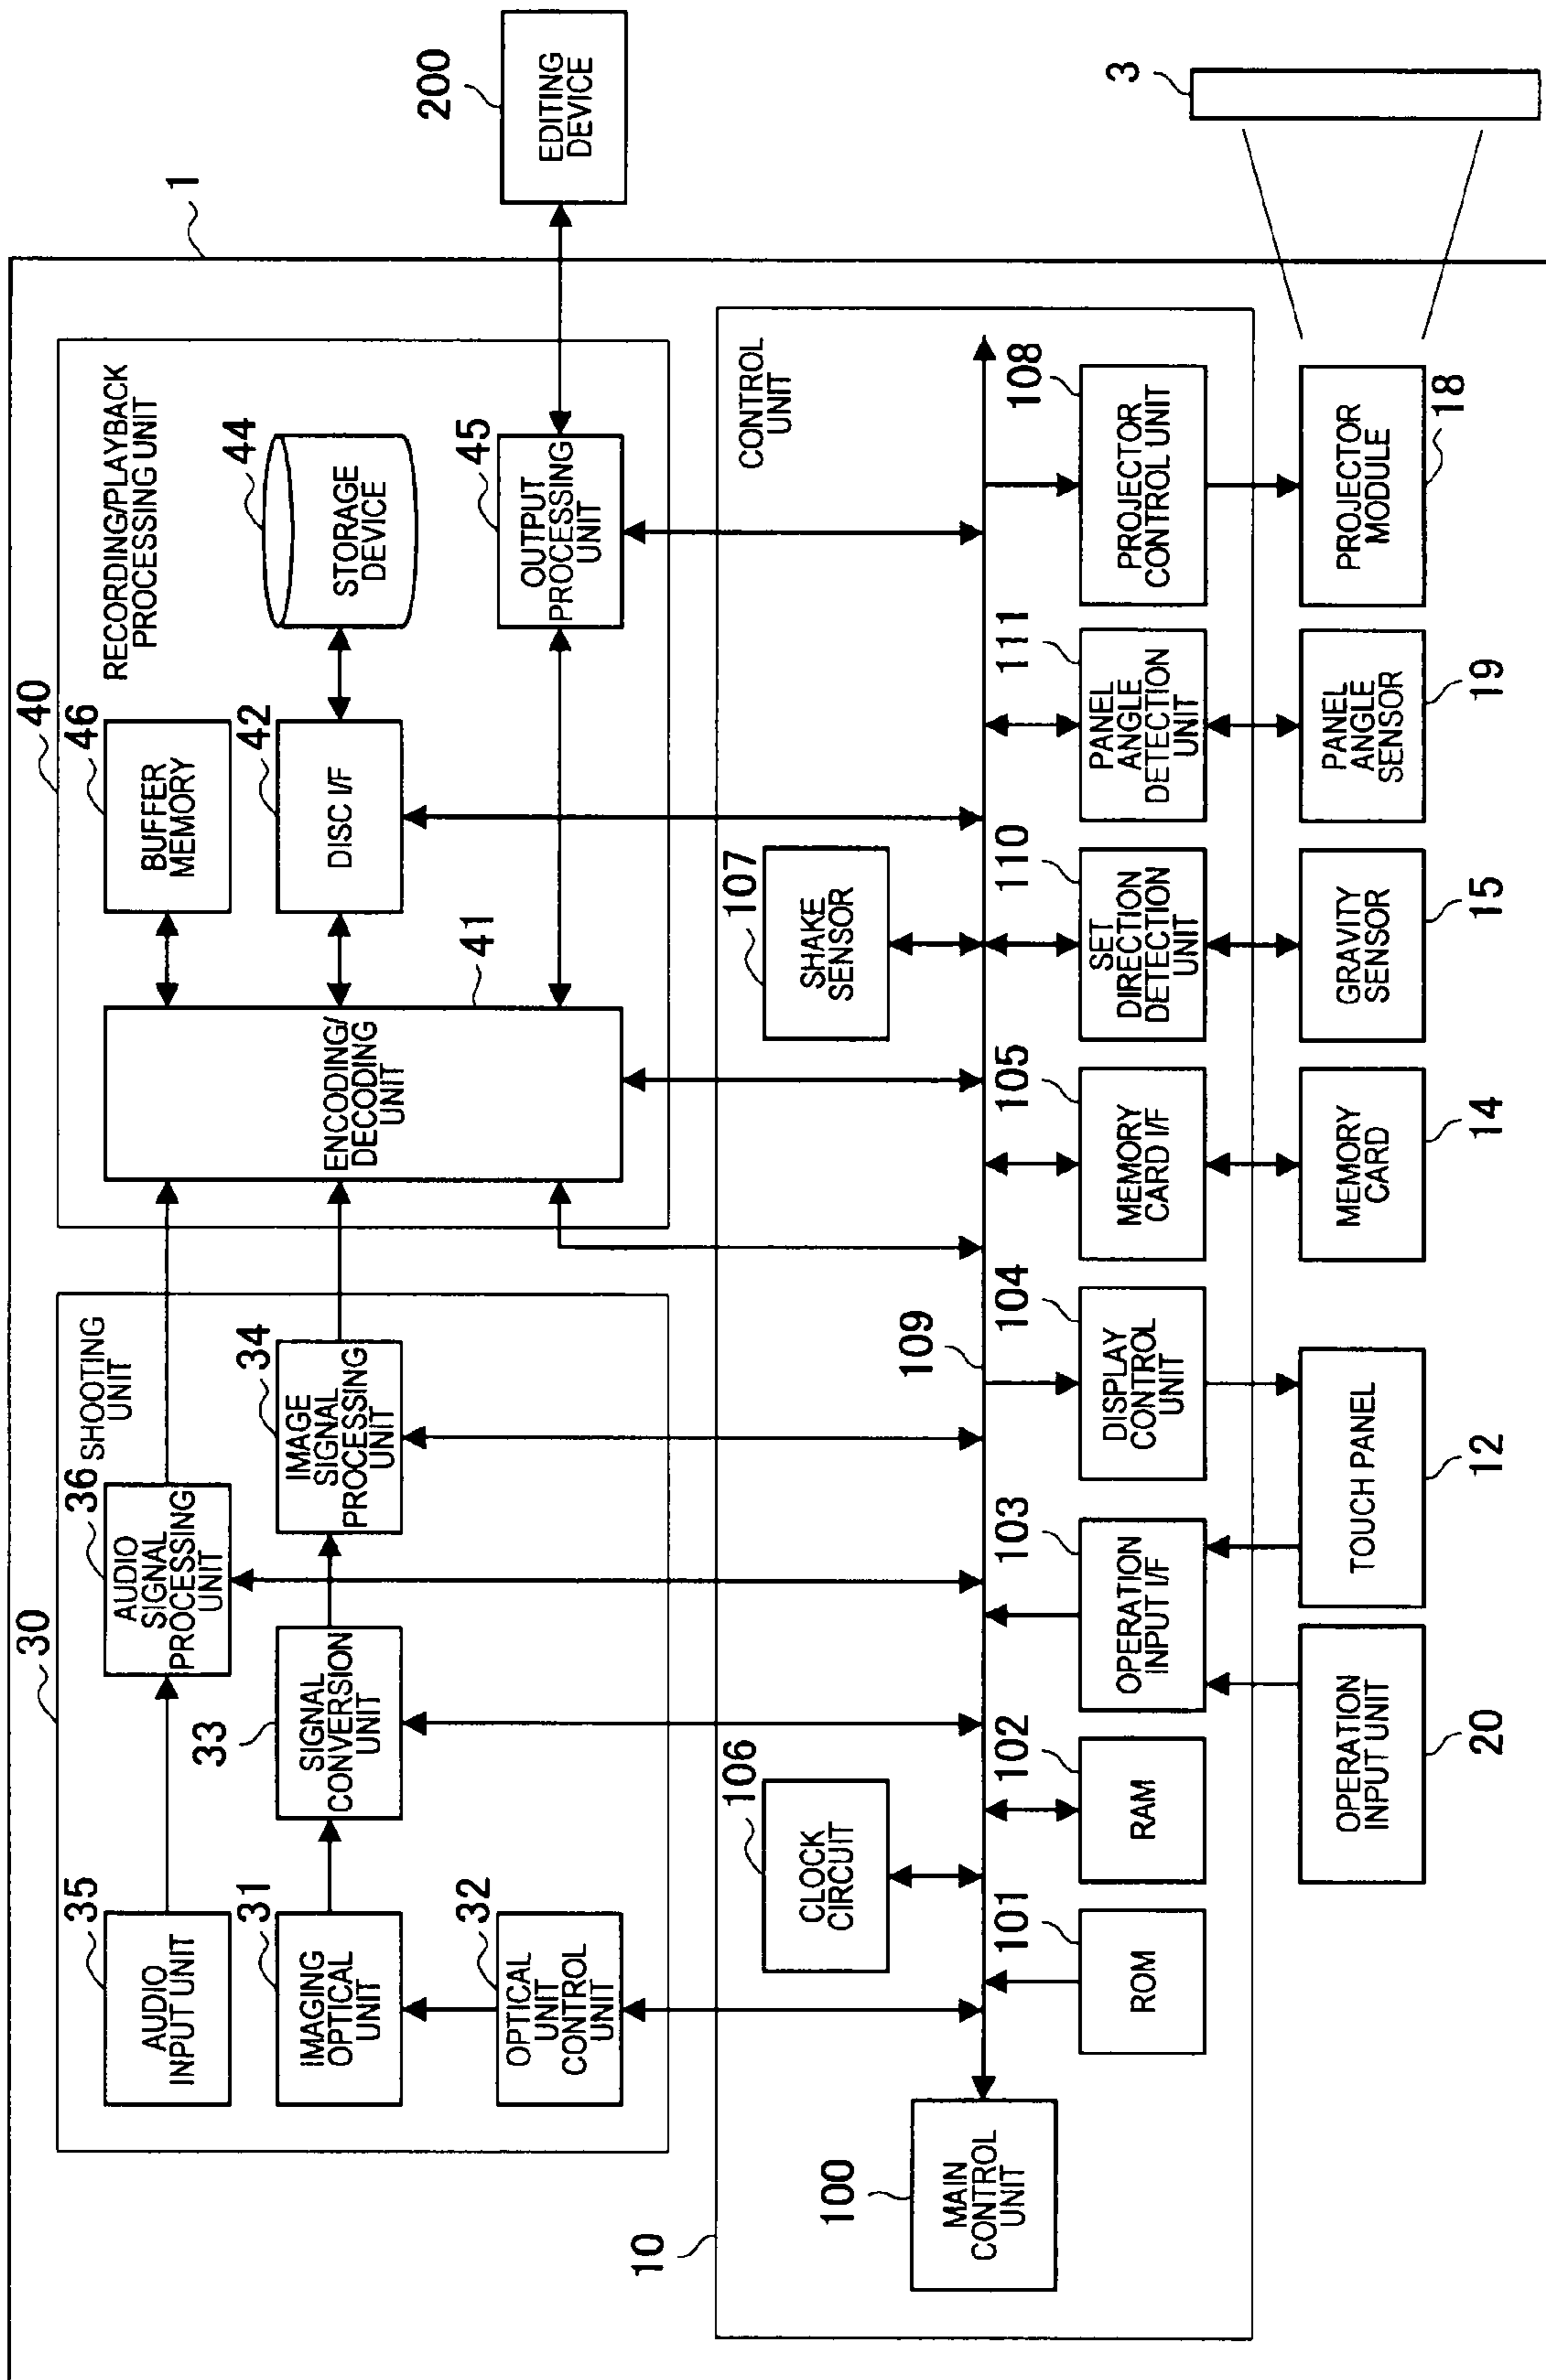 1
30
SHOOTING
UNIT
35
AUDIO
INPUT UNIT
36
AUDIO
SIGNAL
PROCESSING
UNIT
31
IMAGING
OPTICAL
UNIT
33
SIGNAL
CONVERSION
UNIT
34
IMAGE
SIGNAL
PROCESSING
UNIT
32
OPTICAL
UNIT
CONTROL
UNIT
40
RECORDING/PLAYBACK
PROCESSING UNIT
46
BUFFER
MEMORY
41
ENCODING/
DECODING
UNIT
42
DISC I/F
44
STORAGE
DEVICE
45
OUTPUT
PROCESSING
UNIT
200
EDITING
DEVICE
10
CONTROL
UNIT
100
MAIN
CONTROL
UNIT
106
CLOCK
CIRCUIT
107
SHAKE
SENSOR
109
101
ROM
102
RAM
103
OPERATION
INPUT I/F
104
DISPLAY
CONTROL
UNIT
105
MEMORY
CARD I/F
110
SET
DIRECTION
DETECTION
UNIT
111
PANEL
ANGLE
DETECTION
UNIT
108
PROJECTOR
CONTROL UNIT
OPERATION
INPUT UNIT
20
TOUCH PANEL
12
MEMORY
CARD
14
GRAVITY
SENSOR
15
PANEL
ANGLE
SENSOR
19
PROJECTOR
MODULE
18
3